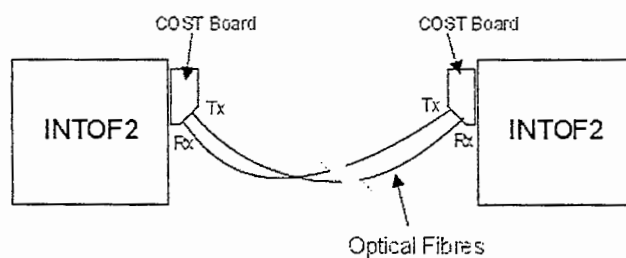 COST Board
COST Board
INTOF2
Tx
Rx
Tx
Rx
INTOF2
Optical Fibres